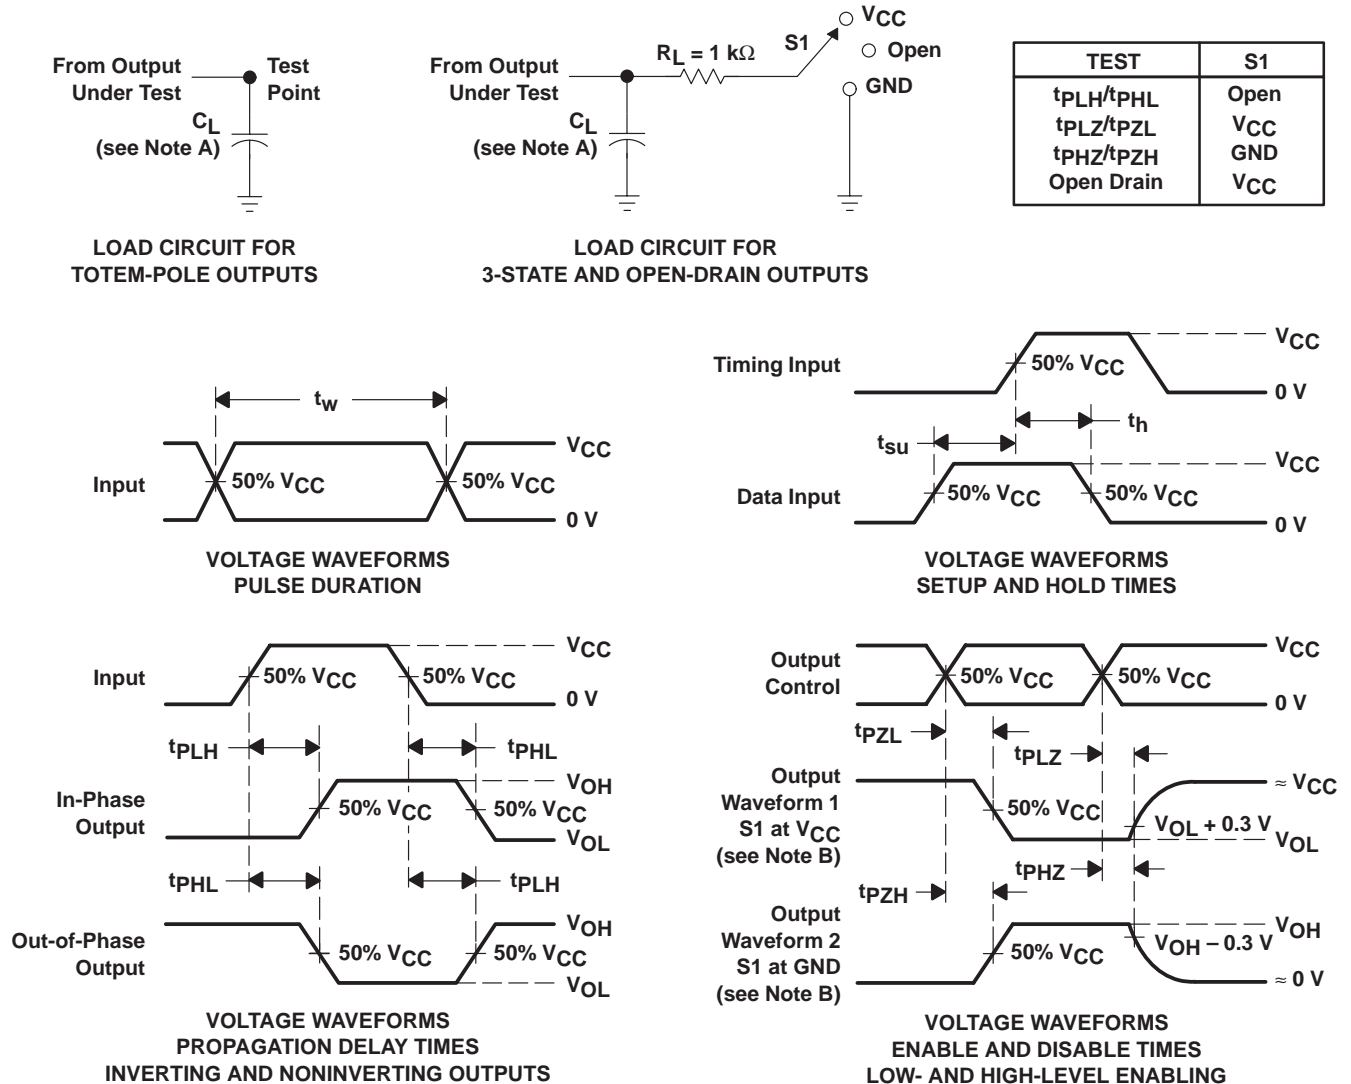 From Output
Under Test
Test
Point
CL
(see Note A)
LOAD CIRCUIT FOR
TOTEM-POLE OUTPUTS
From Output
Under Test
RL = 1 kΩ
S1
VCC
Open
GND
CL
(see Note A)
LOAD CIRCUIT FOR
3-STATE AND OPEN-DRAIN OUTPUTS
TEST S1
tPLH/tPHL Open
tPLZ/tPZL VCC
tPHZ/tPZH GND
Open Drain VCC
tw
Input
50% VCC
50% VCC
VCC
0 V
VOLTAGE WAVEFORMS
PULSE DURATION
Timing Input
50% VCC
VCC
0 V
tsu
th
Data Input
50% VCC
50% VCC
VCC
0 V
VOLTAGE WAVEFORMS
SETUP AND HOLD TIMES
Input
50% VCC
50% VCC
VCC
0 V
tPLH
tPHL
In-Phase
Output
50% VCC
50% VCC
VOH
VOL
tPHL
tPLH
Out-of-Phase
Output
50% VCC
50% VCC
VOH
VOL
VOLTAGE WAVEFORMS
PROPAGATION DELAY TIMES
INVERTING AND NONINVERTING OUTPUTS
Output
Control
50% VCC
50% VCC
VCC
0 V
tPZL
tPLZ
Output
Waveform 1
S1 at VCC
(see Note B)
50% VCC
VOL + 0.3 V
≈ VCC
VOL
tPHZ
tPZH
Output
Waveform 2
S1 at GND
(see Note B)
50% VCC
VOH − 0.3 V
VOH
≈ 0 V
VOLTAGE WAVEFORMS
ENABLE AND DISABLE TIMES
LOW- AND HIGH-LEVEL ENABLING